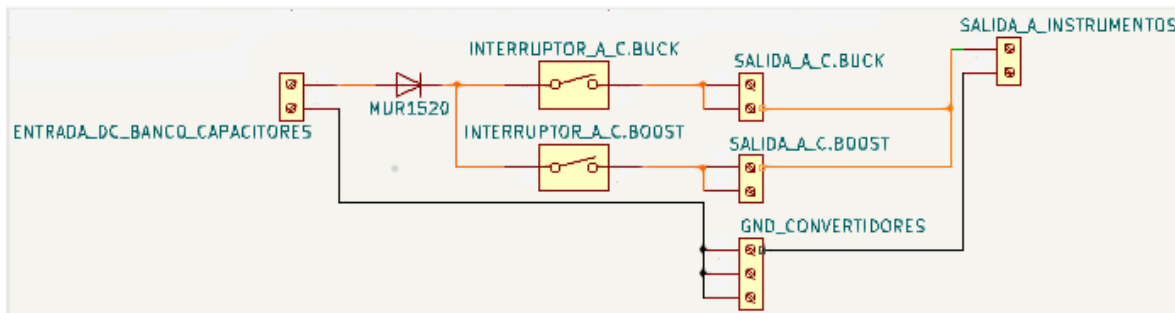 SALIDA_A_INSTRUMENTOS
INTERRUPTOR_A_C.BUCK
SALIDA_A_C.BUCK
MUR1520
ENTRADA_DC_BANCO_CAPACITORES
INTERRUPTOR_A_C.BOOST
SALIDA_A_C.BOOST
GND_CONVERTIDORES